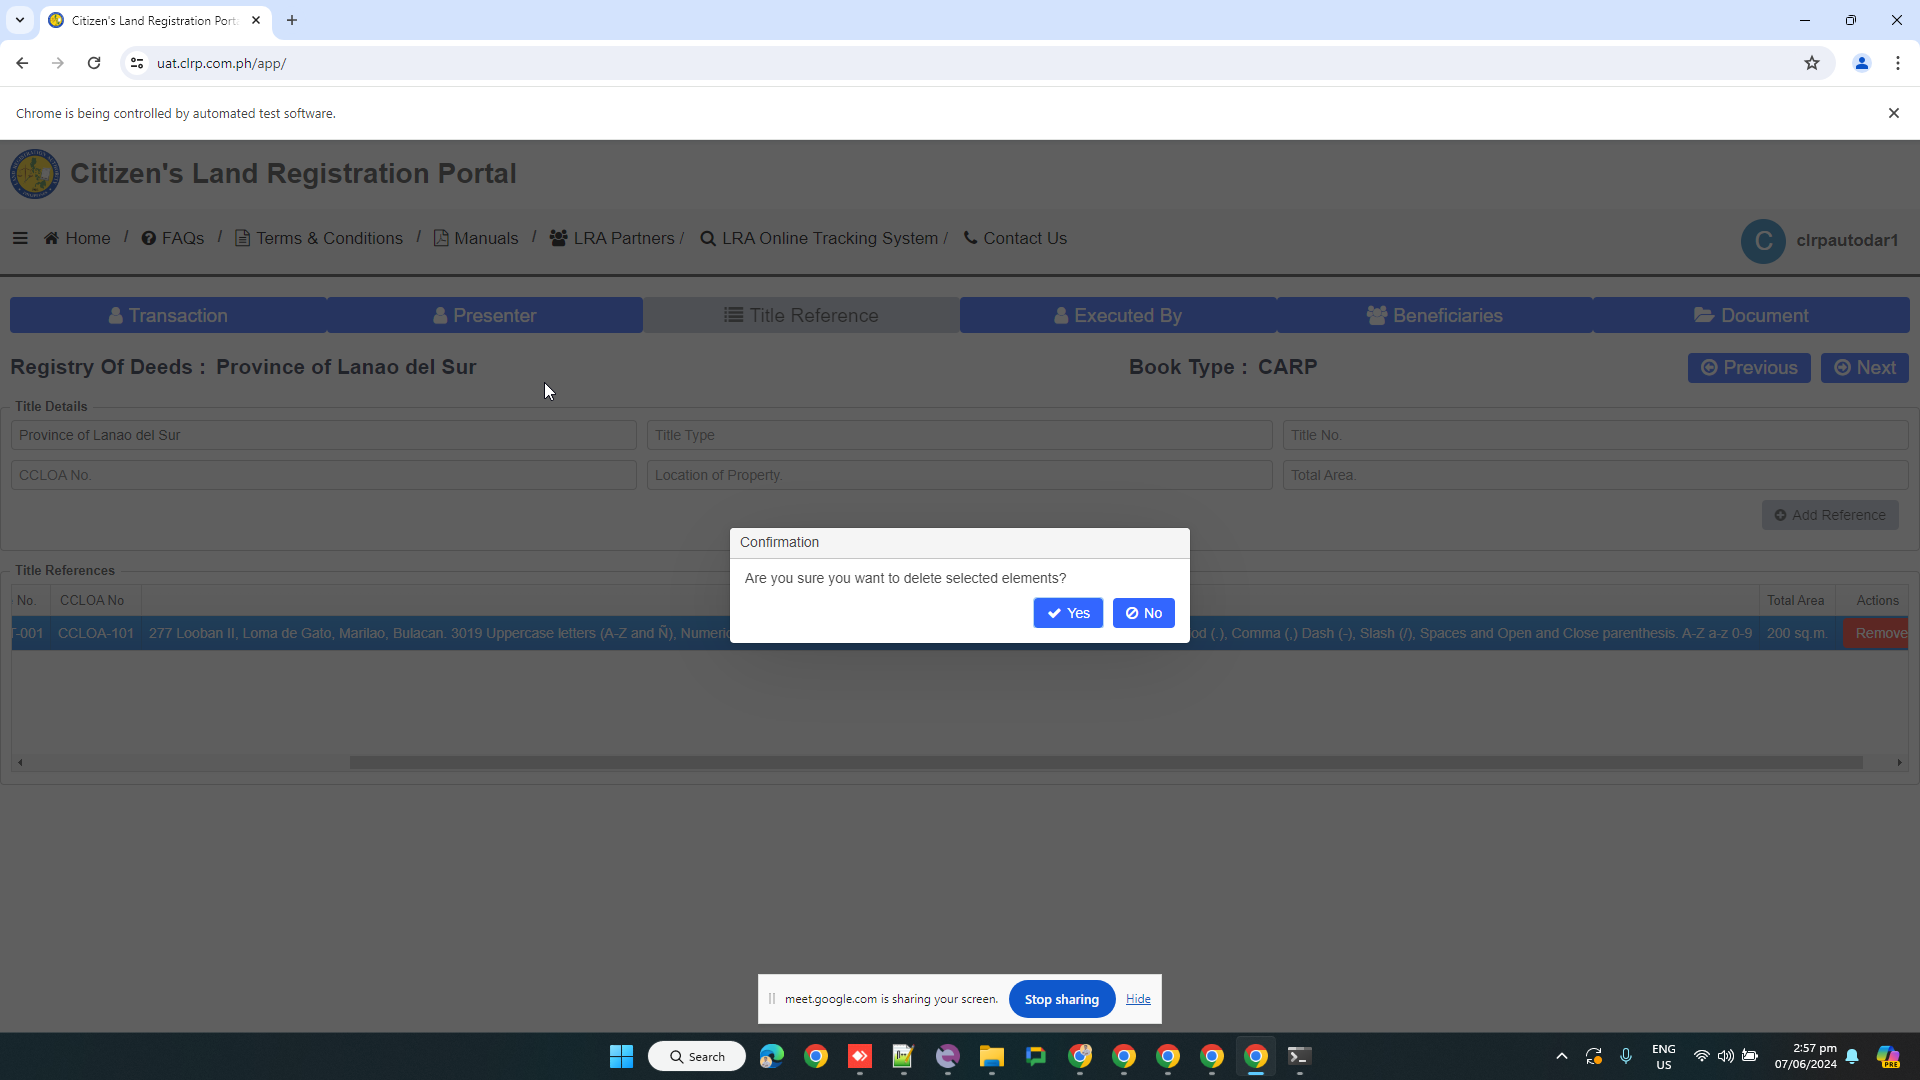 Citizen's Land Registration Porta
uat.clrp.com.ph/app/
Chrome is being controlled by automated test software.
Citizen's Land Registration Portal
Home / FAQs / Terms & Conditions / Manuals / LRA Partners / LRA Online Tracking System / Contact Us
C clrpautodar1
Transaction Presenter Title Reference Executed By Beneficiaries Document
Registry Of Deeds : Province of Lanao del Sur Book Type : CARP Previous Next
Title Details
Province of Lanao del Sur Title Type Title No.
CCLOA No. Location of Property. Total Area.
Add Reference
Confirmation
Are you sure you want to delete selected elements?
Yes No
Title References
No. CCLOA No Total Area Actions
T-001 CCLOA-101 277 Looban II, Loma de Gato, Marilao, Bulacan. 3019 Uppercase letters (A-Z and Ñ), Numeri od (.), Comma (,) Dash (-), Slash (/), Spaces and Open and Close parenthesis. A-Z a-z 0-9 200 sq.m. Remove
meet.google.com is sharing your screen. Stop sharing Hide
Search
ENG
US
2:57 pm
07/06/2024
PRE